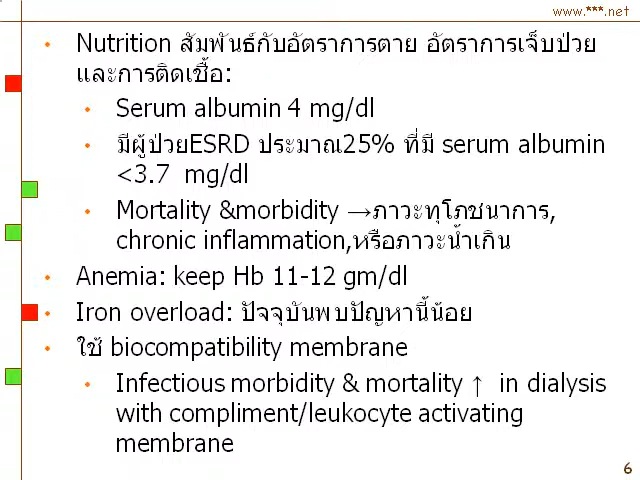 www.***.net
• Nutrition สัมพันธ์กับอัตราการตาย อัตราการเจ็บป่วย
และการติดเชื้อ:
• Serum albumin 4 mg/dl
• มีผู้ป่วยESRD ประมาณ25% ที่มี serum albumin
<3.7 mg/dl
• Mortality &morbidity →ภาวะทุโภชนาการ,
chronic inflammation,หรือภาวะน้ำเกิน
• Anemia: keep Hb 11-12 gm/dl
• Iron overload: ปัจจุบันพบปัญหานี้น้อย
• ใช้ biocompatibility membrane
• Infectious morbidity & mortality ↑ in dialysis
with compliment/leukocyte activating
membrane
6